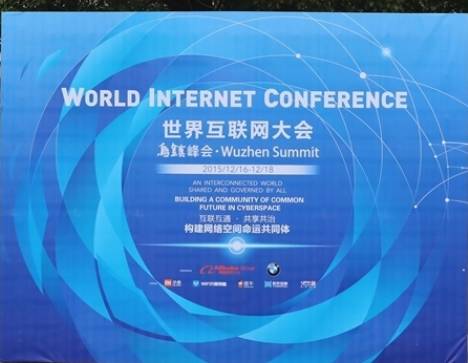 WORLD INTERNET CONFERENCE
世界互联网大会
乌镇峰会·Wuzhen Summit
2015/12/16-12/18
AN INTERCONNECTED WORLD
SHARED AND GOVERNED BY ALL
BUILDING A COMMUNITY OF COMMON
FUTURE IN CYBERSPACE
互联互通·共享共治
构建网络空间命运共同体
Alibaba Group